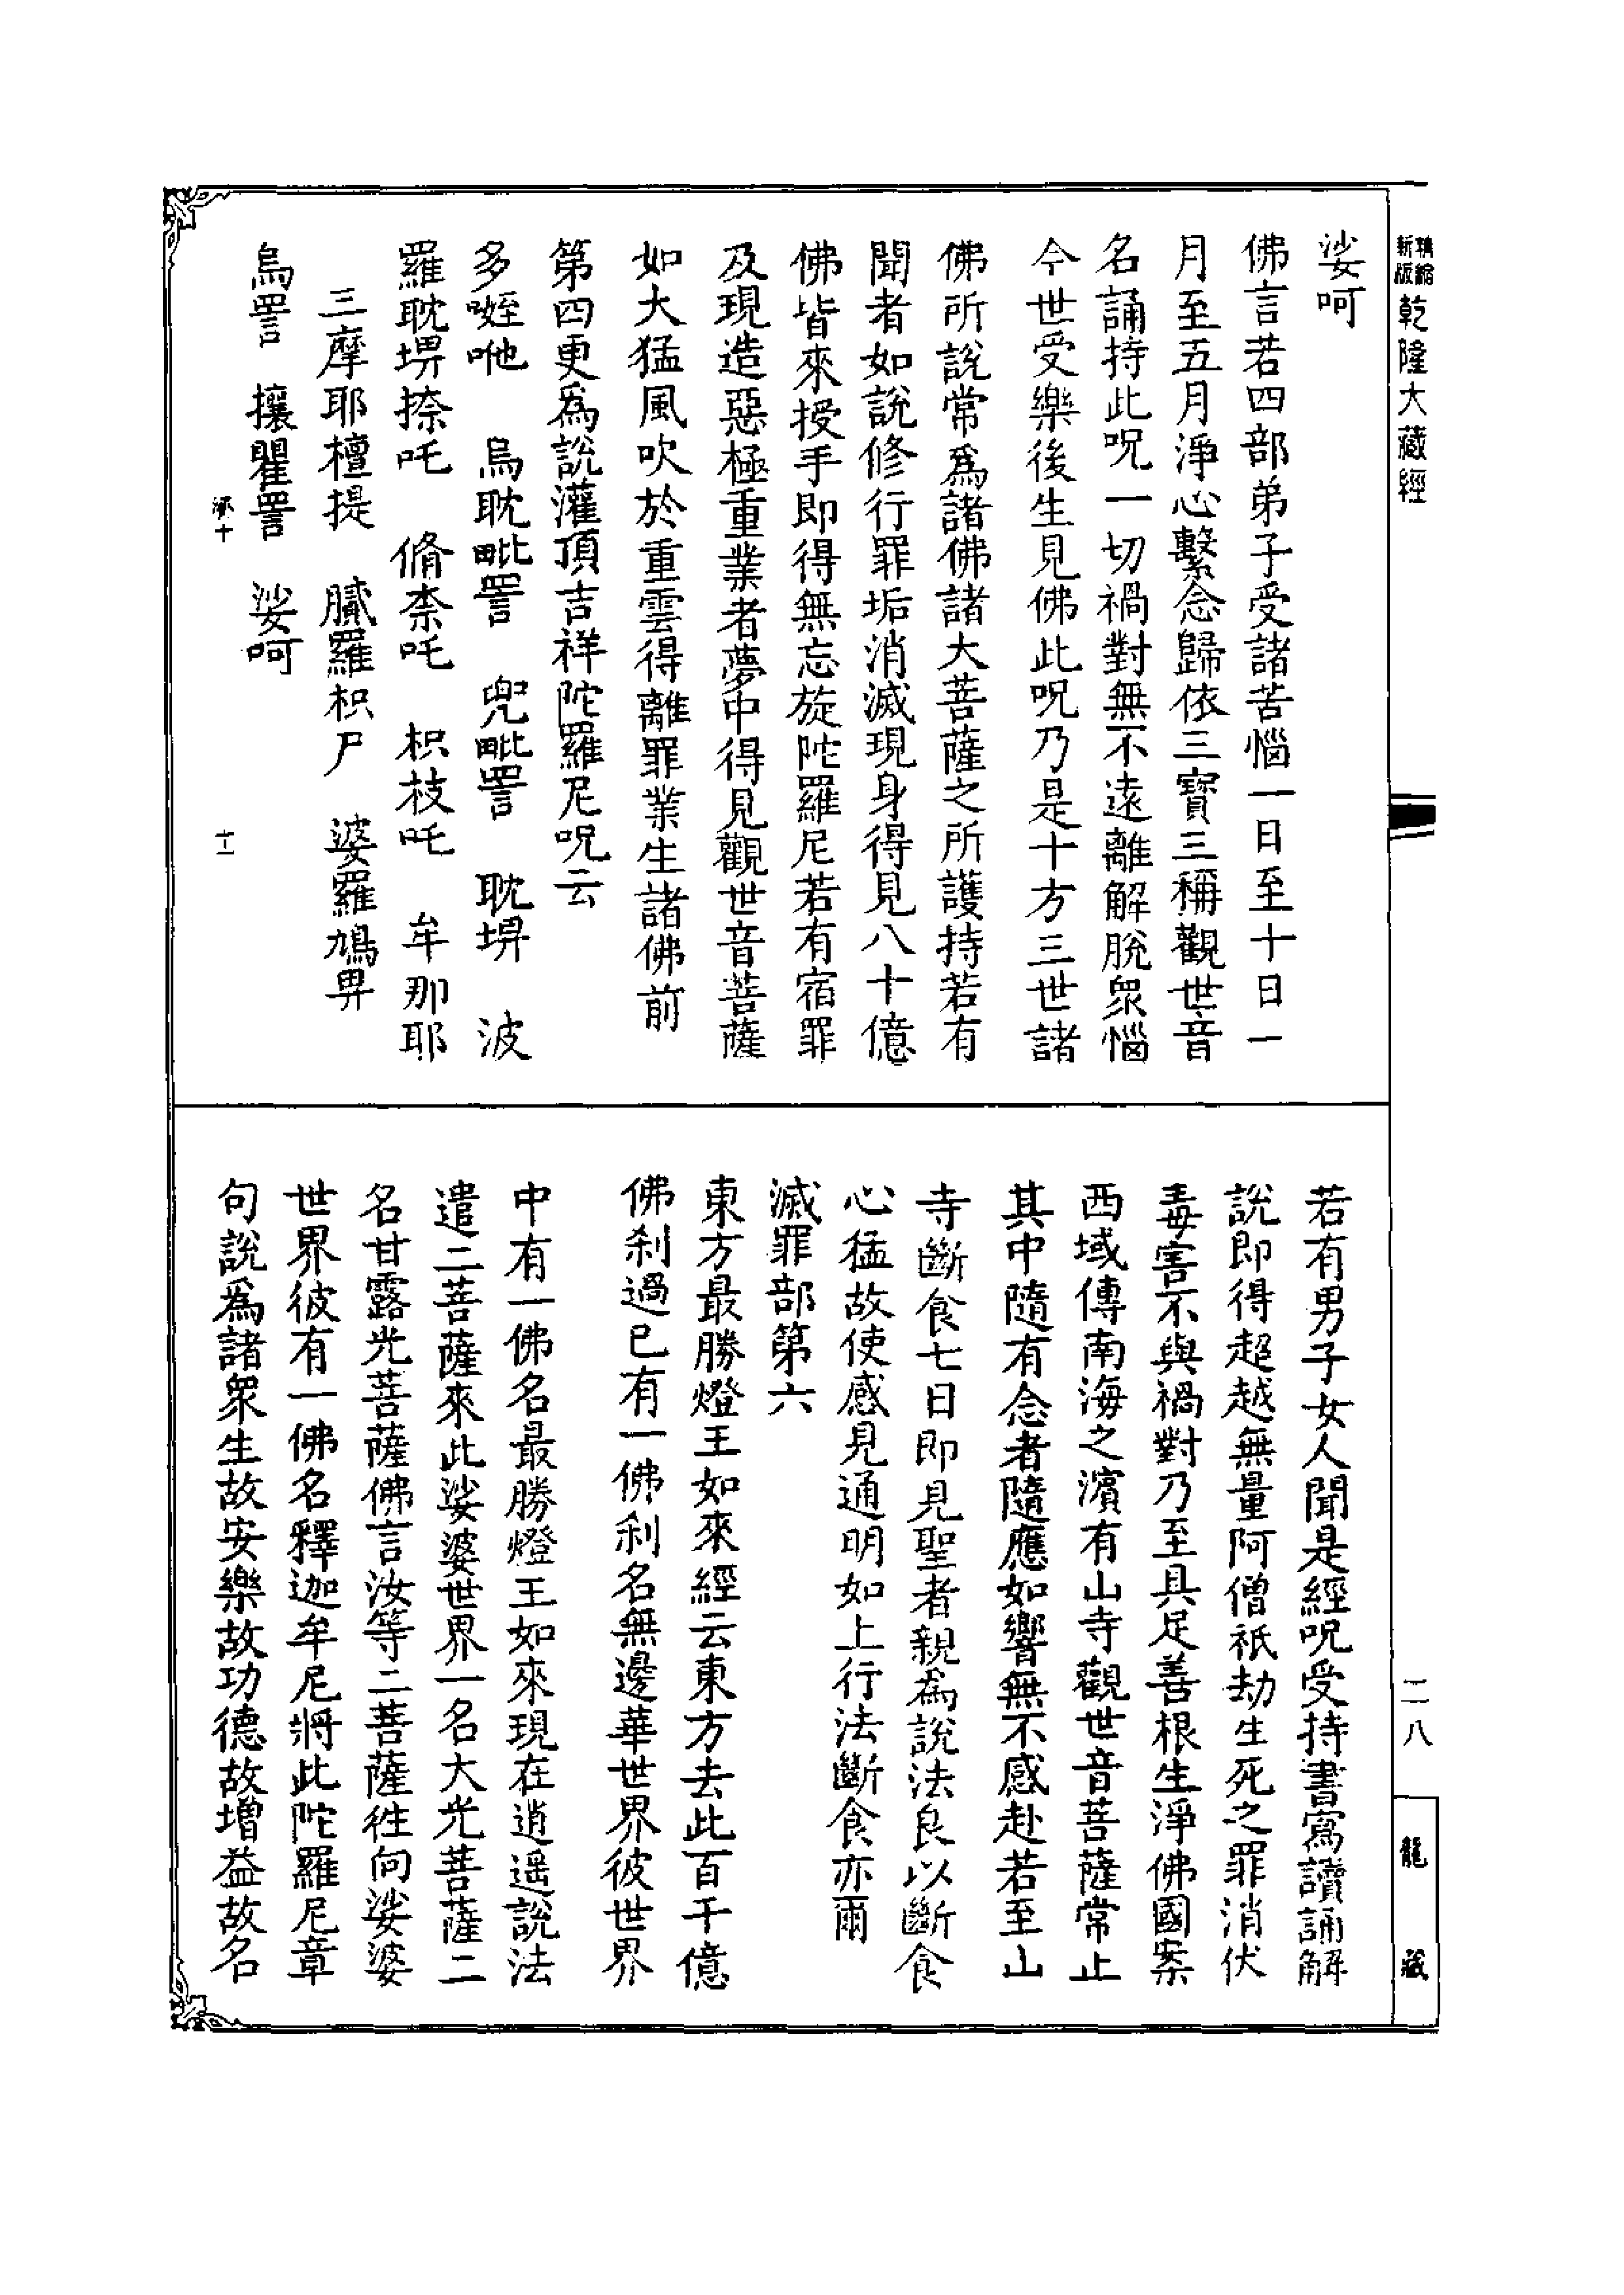 精縮新版乾隆大藏經
娑呵
佛言若四部弟子受諸苦惱一日至十日一
月至五月淨心繫念歸依三寶三稱觀世音
名誦持此呪一切禍對無不遠離解脫衆惱
今世受樂後生見佛此呪乃是十方三世諸
佛所說常爲諸佛諸大菩薩之所護持若有
聞者如說修行罪垢消滅現身得見八十億
佛皆來授手即得無忘旋陀羅尼若有宿罪
及現造惡極重業者夢中得見觀世音菩薩
如大猛風吹於重雲得離罪業生諸佛前
第四更爲說灌頂吉祥陀羅尼呪云
多姪咃 烏耽毗詈 兜毗詈 耽埤 波
羅耽埤捺吒 脩柰吒 枳枝吒 牟那耶
三摩耶檀提 膩羅枳尸 婆羅鳩畀
烏詈 攘瞿詈 娑呵
十
十一
若有男子女人聞是經呪受持書寫讀誦解
說即得超越無量阿僧祇劫生死之罪消伏
毒害不與禍對乃至具足善根生淨佛國案
西域傳南海之濱有山寺觀世音菩薩常止
其中隨有念者隨應如響無不感赴若至山
寺斷食七日即見聖者親爲說法良以斷食
心猛故使感見通明如上行法斷食亦爾
滅罪部第六
東方最勝燈王如來經云東方去此百千億
佛剎過已有一佛剎名無邊華世界彼世界
中有一佛名最勝燈王如來現在逍遥說法
遣二菩薩來此娑婆世界一名大光菩薩二
名甘露光菩薩佛言汝等二菩薩徃向娑婆
世界彼有一佛名釋迦牟尼將此陀羅尼章
句說爲諸衆生故安樂故功德故增益故名
二八
龍藏